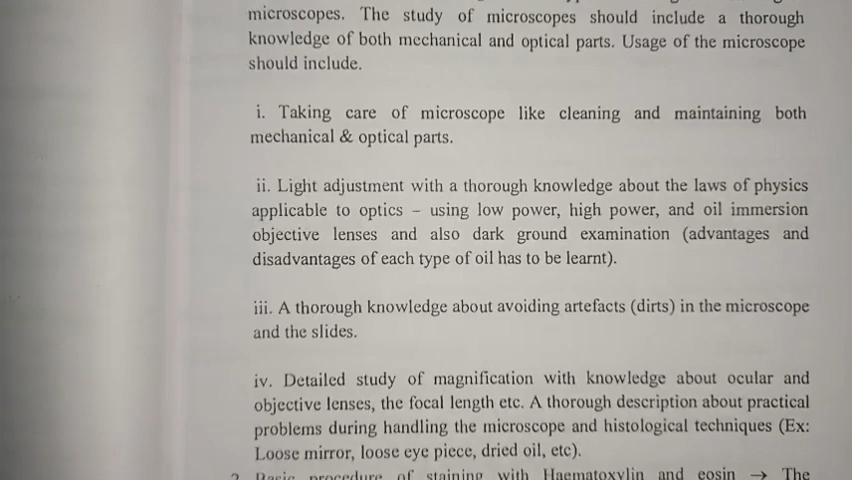 microscopes. The study of microscopes should include a thorough
knowledge of both mechanical and optical parts. Usage of the microscope
should include.
i. Taking care of microscope like cleaning and maintaining both
mechanical & optical parts.
ii. Light adjustment with a thorough knowledge about the laws of physics
applicable to optics – using low power, high power, and oil immersion
objective lenses and also dark ground examination (advantages and
disadvantages of each type of oil has to be learnt).
iii. A thorough knowledge about avoiding artefacts (dirts) in the microscope
and the slides.
iv. Detailed study of magnification with knowledge about ocular and
objective lenses, the focal length etc. A thorough description about practical
problems during handling the microscope and histological techniques (Ex:
Loose mirror, loose eye piece, dried oil, etc).
2. Basic procedure of staining with Haematoxylin and eosin → The